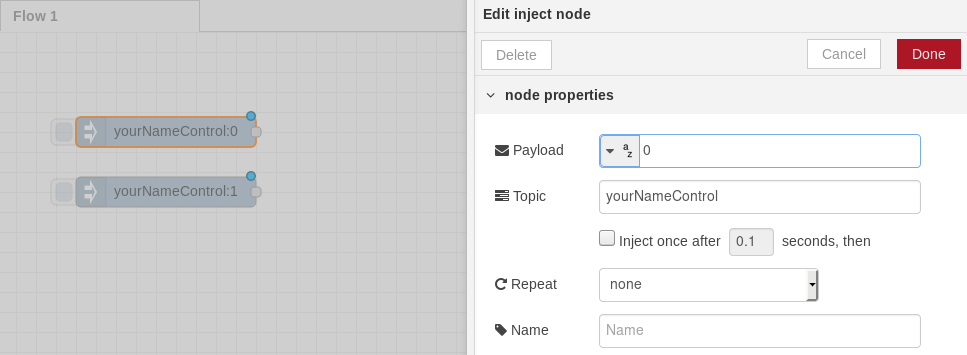 Flow 1
yourNameControl:0
yourNameControl:1
Edit inject node
Delete
Cancel
Done
node properties
Payload
az
0
Topic
yourNameControl
Inject once after 0.1 seconds, then
Repeat
none
Name
Name